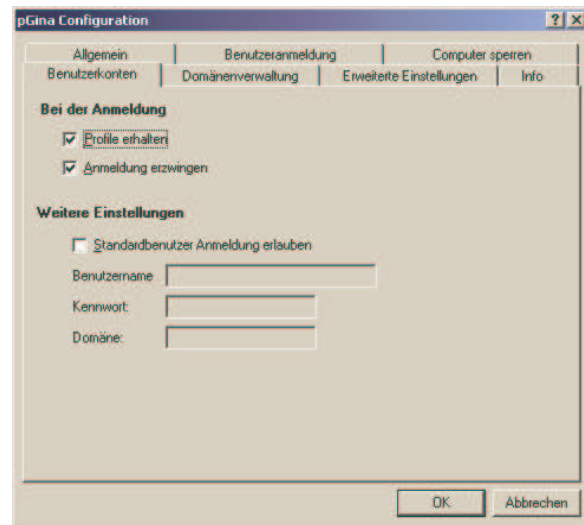 pGina Configuration
Allgemein Benutzeranmeldung Computer sperren
Benutzerkonten Domänenverwaltung Erweiterte Einstellungen Info
Bei der Anmeldung
Profile erhalten
Anmeldung erzwingen
Weitere Einstellungen
Standardbenutzer Anmeldung erlauben
Benutzername
Kennwort:
Domäne:
OK Abbrechen